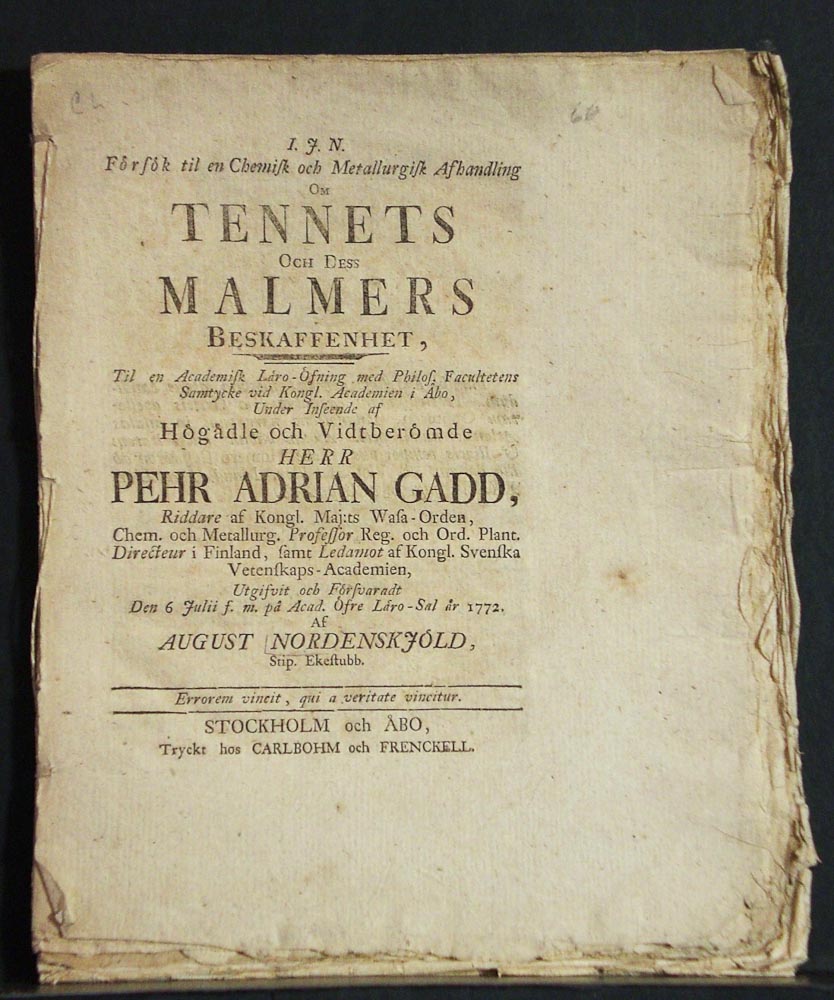 I. J. N.
Försök til en Chemiſk och Metallurgiſk Afhandling
Om
TENNETS
Och Dess
MALMERS
Beskaffenhet,
Til en Academiſk Läro-Öfning med Philoſ. Facultetens
Samtycke vid Kongl. Academien i Åbo,
Under Inſeende af
Högädle och Vidtberömde
HERR
PEHR ADRIAN GADD,
Riddare af Kongl. Maj:ts Waſa-Orden,
Chem. och Metallurg. Profeſſor Reg. och Ord. Plant.
Directeur i Finland, ſamt Ledamot af Kongl. Svenſka
Vetenſkaps-Academien,
Utgifvit och Förſvaradt
Den 6 Julii f. m. på Acad. Öfre Läro-Sal år 1772.
Af
AUGUST NORDENSKJÖLD,
Stip. Ekeſtubb.
Errorem vincit, qui a veritate vincitur.
STOCKHOLM och ÅBO,
Tryckt hos CARLBOHM och FRENCKELL.